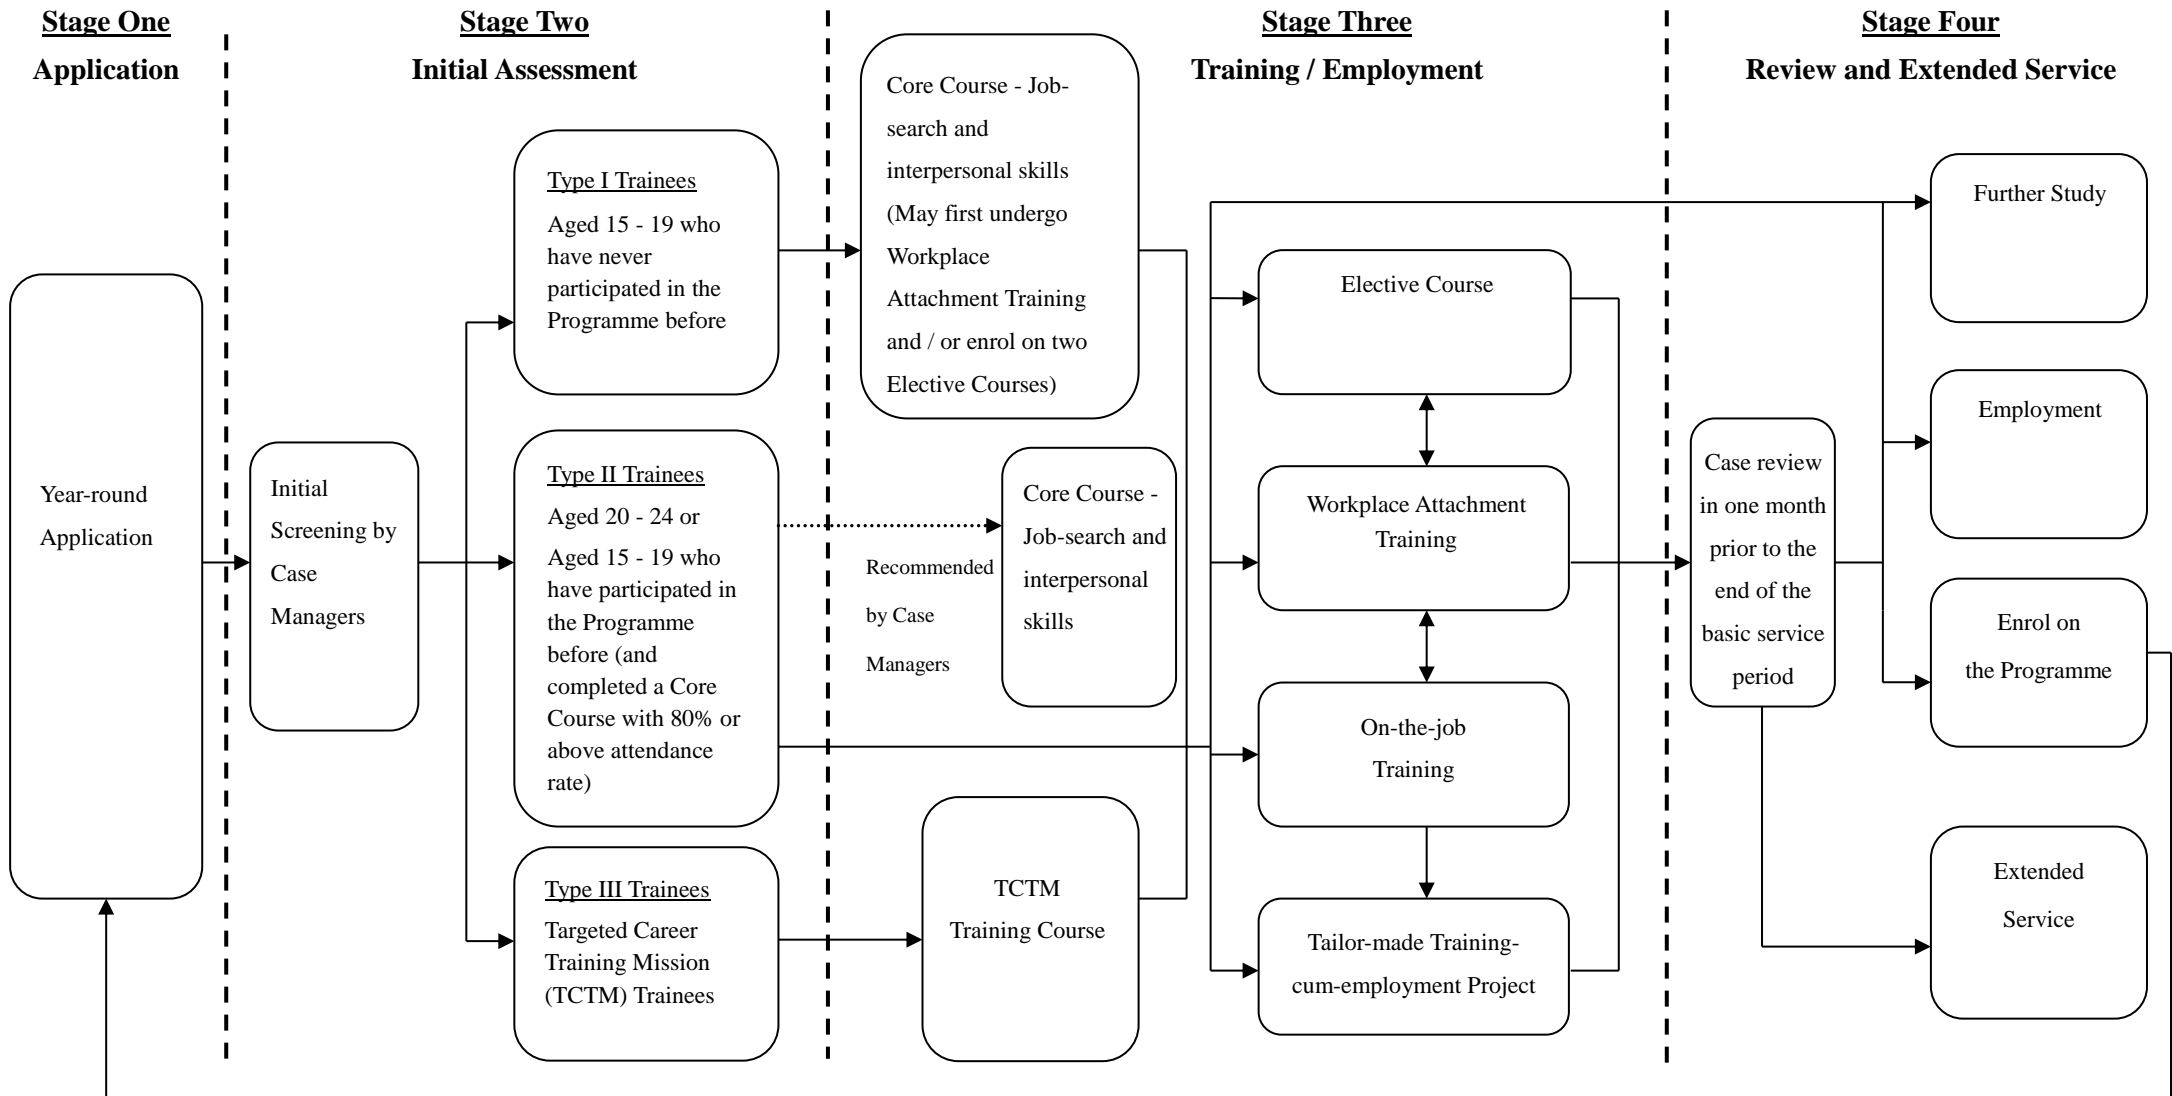 Stage One
Application
Stage Two
Initial Assessment
Stage Three
Training / Employment
Stage Four
Review and Extended Service
Year-round
Application
Initial
Screening by
Case
Managers
Type I Trainees
Aged 15 - 19 who
have never
participated in the
Programme before
Type II Trainees
Aged 20 - 24 or
Aged 15 - 19 who
have participated in
the Programme
before (and
completed a Core
Course with 80% or
above attendance
rate)
Type III Trainees
Targeted Career
Training Mission
(TCTM) Trainees
Core Course - Job-
search and
interpersonal skills
(May first undergo
Workplace
Attachment Training
and / or enrol on two
Elective Courses)
Recommended
by Case
Managers
Core Course -
Job-search and
interpersonal
skills
TCTM
Training Course
Elective Course
Workplace Attachment
Training
On-the-job
Training
Tailor-made Training-
cum-employment Project
Case review
in one month
prior to the
end of the
basic service
period
Further Study
Employment
Enrol on
the Programme
Extended
Service